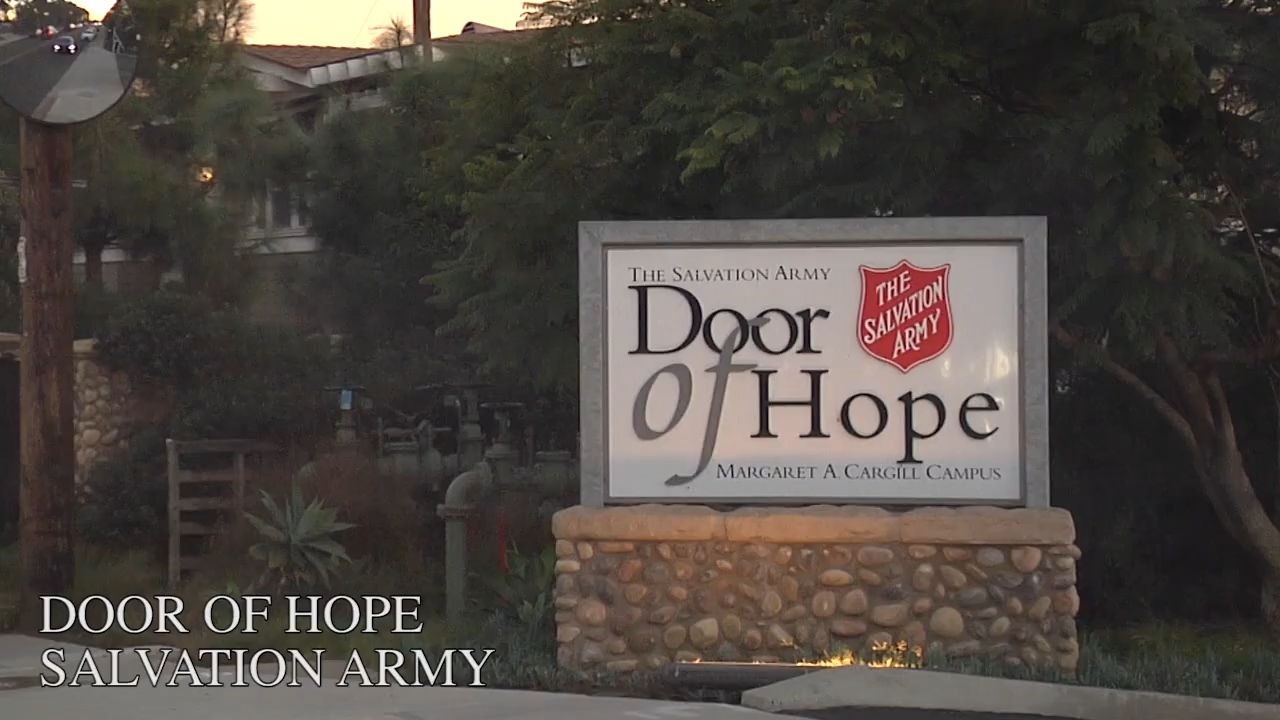 THE SALVATION ARMY
Door
of Hope
MARGARET A. CARGILL CAMPUS
THE
SALVATION
ARMY
DOOR OF HOPE
SALVATION ARMY